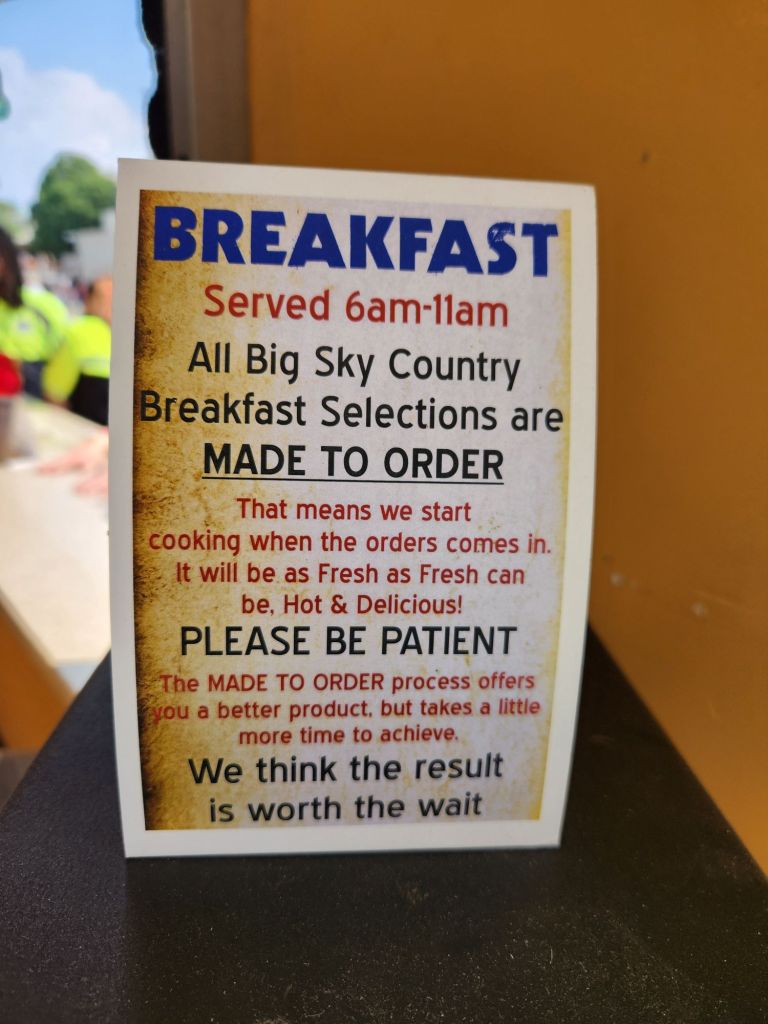 BREAKFAST
Served 6am-11am
All Big Sky Country
Breakfast Selections are
MADE TO ORDER
That means we start
cooking when the orders comes in.
It will be as Fresh as Fresh can
be, Hot & Delicious!
PLEASE BE PATIENT
The MADE TO ORDER process offers
you a better product, but takes a little
more time to achieve.
We think the result
is worth the wait